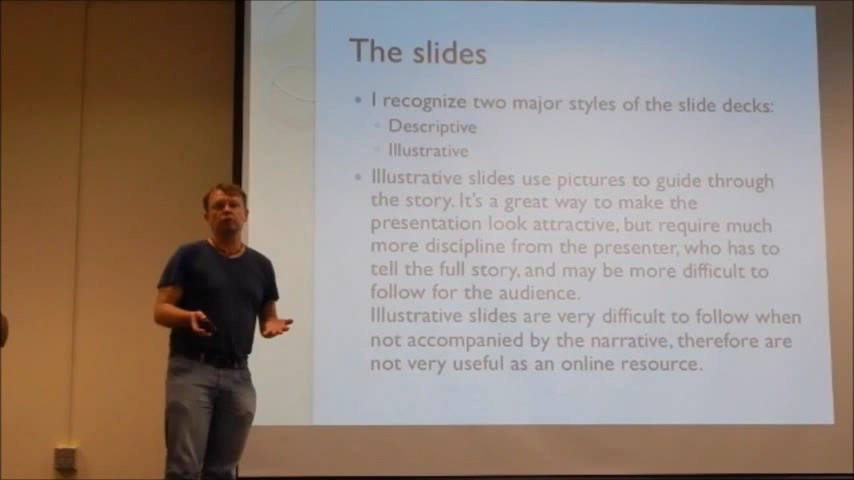 The slides
I recognize two major styles of the slide decks:
Descriptive
Illustrative
Illustrative slides use pictures to guide through
the story. It's a great way to make the
presentation look attractive, but require much
more discipline from the presenter, who has to
tell the full story, and may be more difficult to
follow for the audience.
Illustrative slides are very difficult to follow when
not accompanied by the narrative, therefore are
not very useful as an online resource.